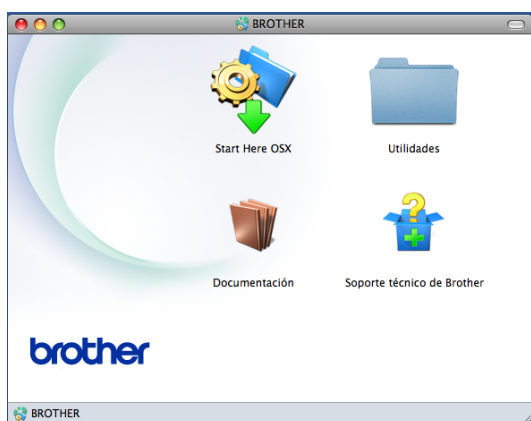 BROTHER
Start Here OSX
Utilidades
Documentación
Soporte técnico de Brother
brother
BROTHER